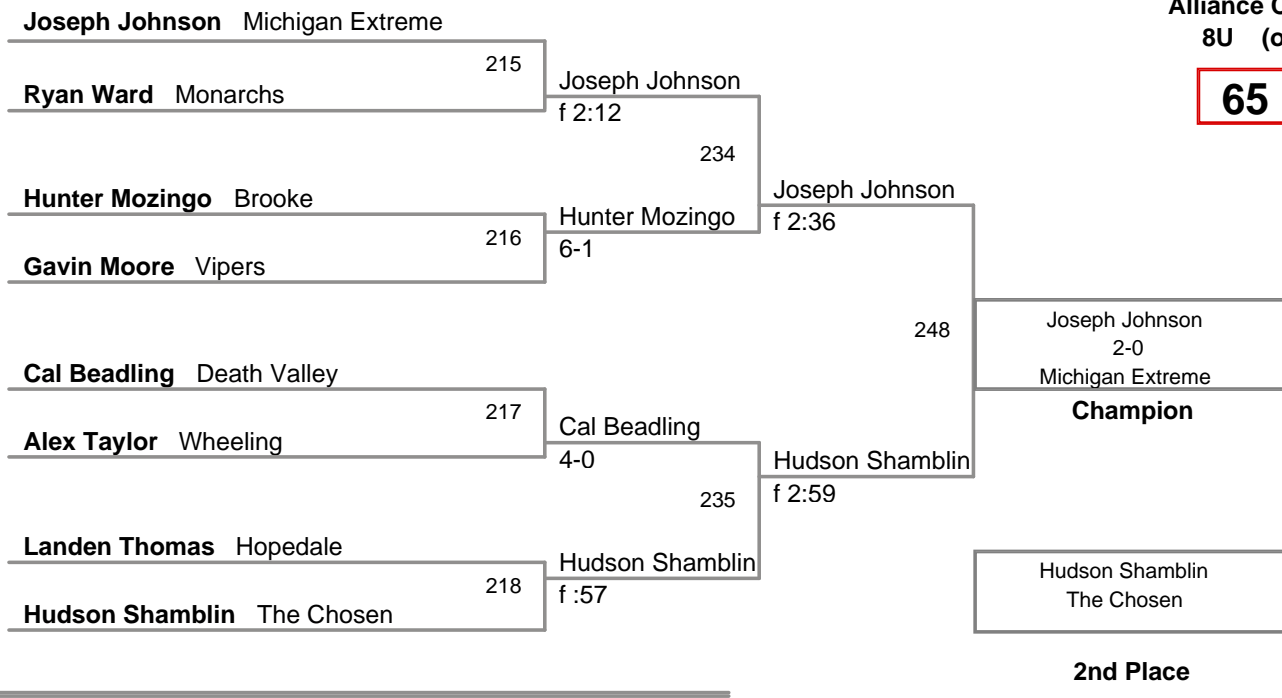 Joseph Johnson Michigan Extreme
Alliance
8U
65
215
Ryan Ward Monarchs
Joseph Johnson
f 2:12
234
Hunter Mozingo Brooke
216
Gavin Moore Vipers
Hunter Mozingo
6-1
Joseph Johnson
f 2:36
248
Joseph Johnson
2-0
Michigan Extreme
Champion
Cal Beadling Death Valley
217
Alex Taylor Wheeling
Cal Beadling
4-0
235
Hudson Shamblin
f 2:59
Landen Thomas Hopedale
218
Hudson Shamblin The Chosen
Hudson Shamblin
f :57
Hudson Shamblin
The Chosen
2nd Place